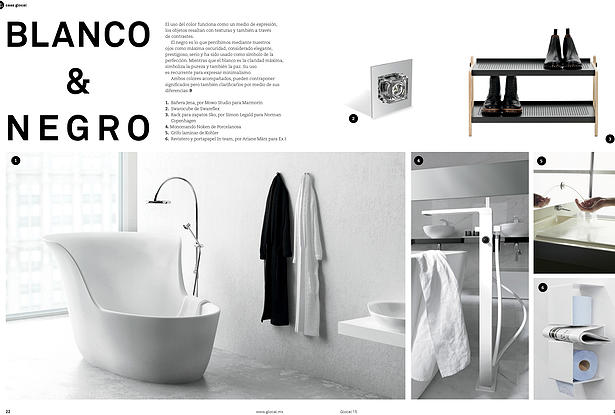 casa glocal
BLANCO
&
NEGRO
El uso del color funciona como un medio de expresión,
los objetos resaltan con texturas y también a través
de contrastes.
El negro es lo que percibimos mediante nuestros
ojos como máxima oscuridad, considerado elegante,
prestigioso, serio y ha sido usado como símbolo de la
perfección. Mientras que el blanco es la claridad máxima,
simboliza la pureza y también la paz. Su uso
es recurrente para expresar minimalismo.
Ambos colores acompañados, pueden contraponer
significados pero también clarificarlos por medio de sus
diferencias.
1. Bañera Jena, por Moss Studio para Marmorin
2. Swarocube de Swareflex
3. Rack para zapatos Sko, por Simon Legald para Norman
Copenhagen
4. Monomando Noken de Porcelanosa
5. Grifo laminar de Kohler
6. Revistero y portapapel In team, por Ariane März para Ex.t
2
3
1
4
5
6
22
www.glocal.mx
Glocal 15